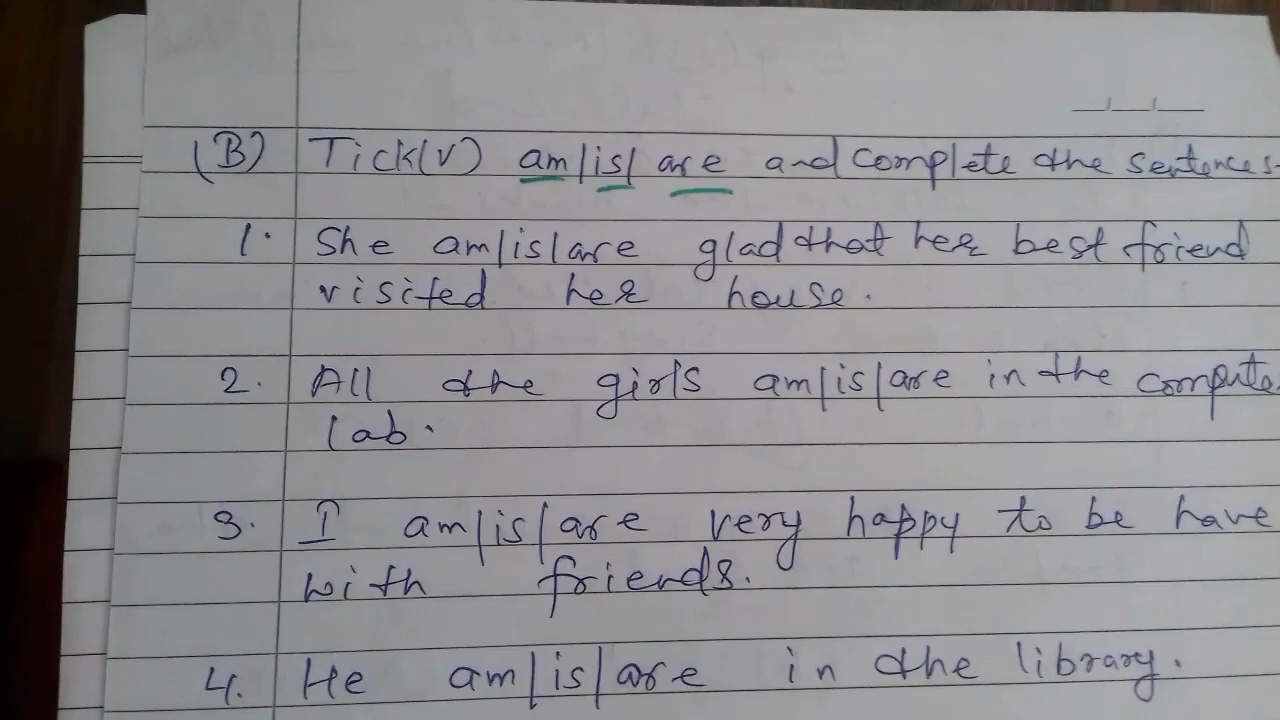 (B) Tick(√) am/is/are and complete the sentences.
1. She am/is/are glad that her best friend
visited her house.
2. All the girls am/is/are in the compute
lab.
3. I am/is/are very happy to be have
with friends.
4. He am/is/are in the library.